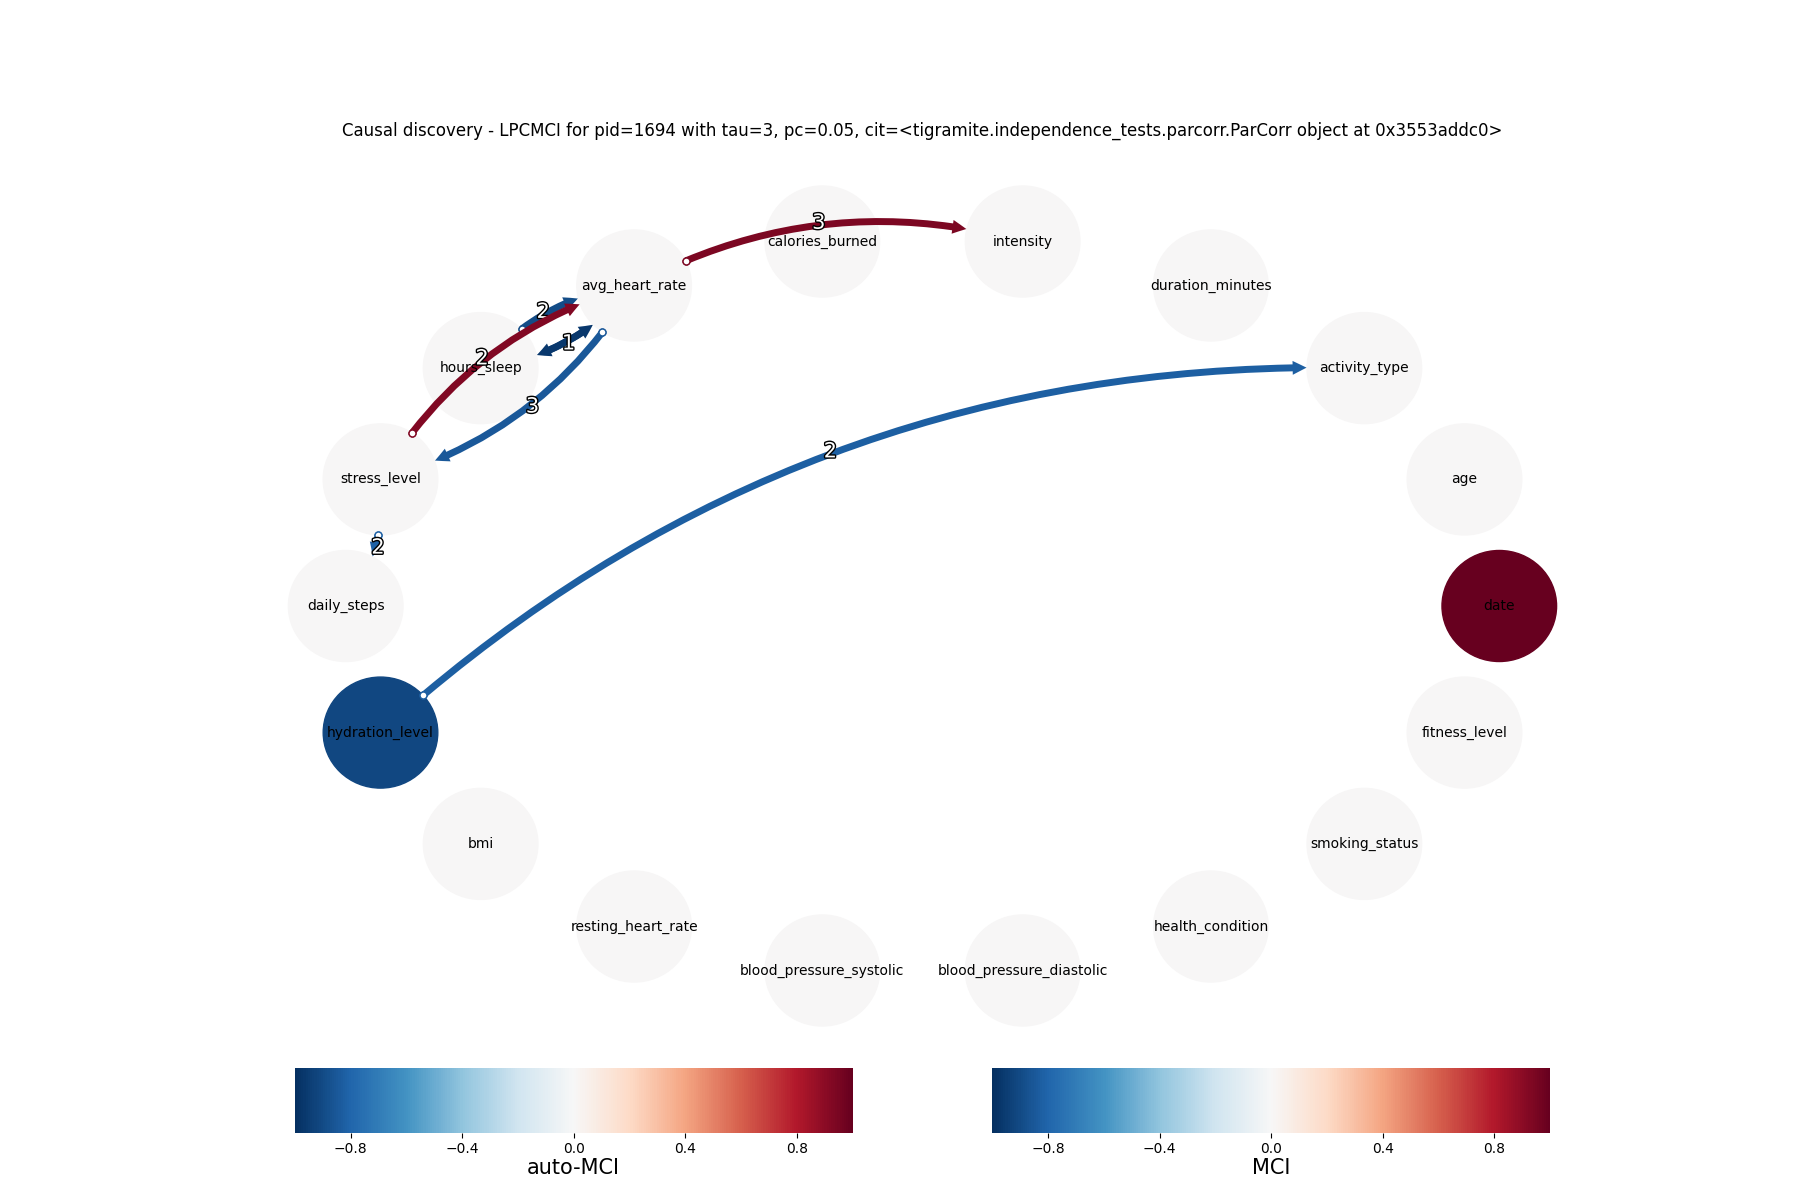 Causal discovery - LPCMCI for pid=1694 with tau=3, pc=0.05, cit=<tigramite.independence_tests.parcorr.ParCorr object at 0x3553addc0>
3
calories_burned
intensity
avg_heart_rate
duration_minutes
2
1
2
hours_sleep
activity_type
3
2
stress_level
age
2
daily_steps
date
hydration_level
fitness_level
bmi
smoking_status
resting_heart_rate
health_condition
blood_pressure_systolic
blood_pressure_diastolic
−0.8 −0.4 0.0 0.4 0.8
auto-MCI
−0.8 −0.4 0.0 0.4 0.8
MCI